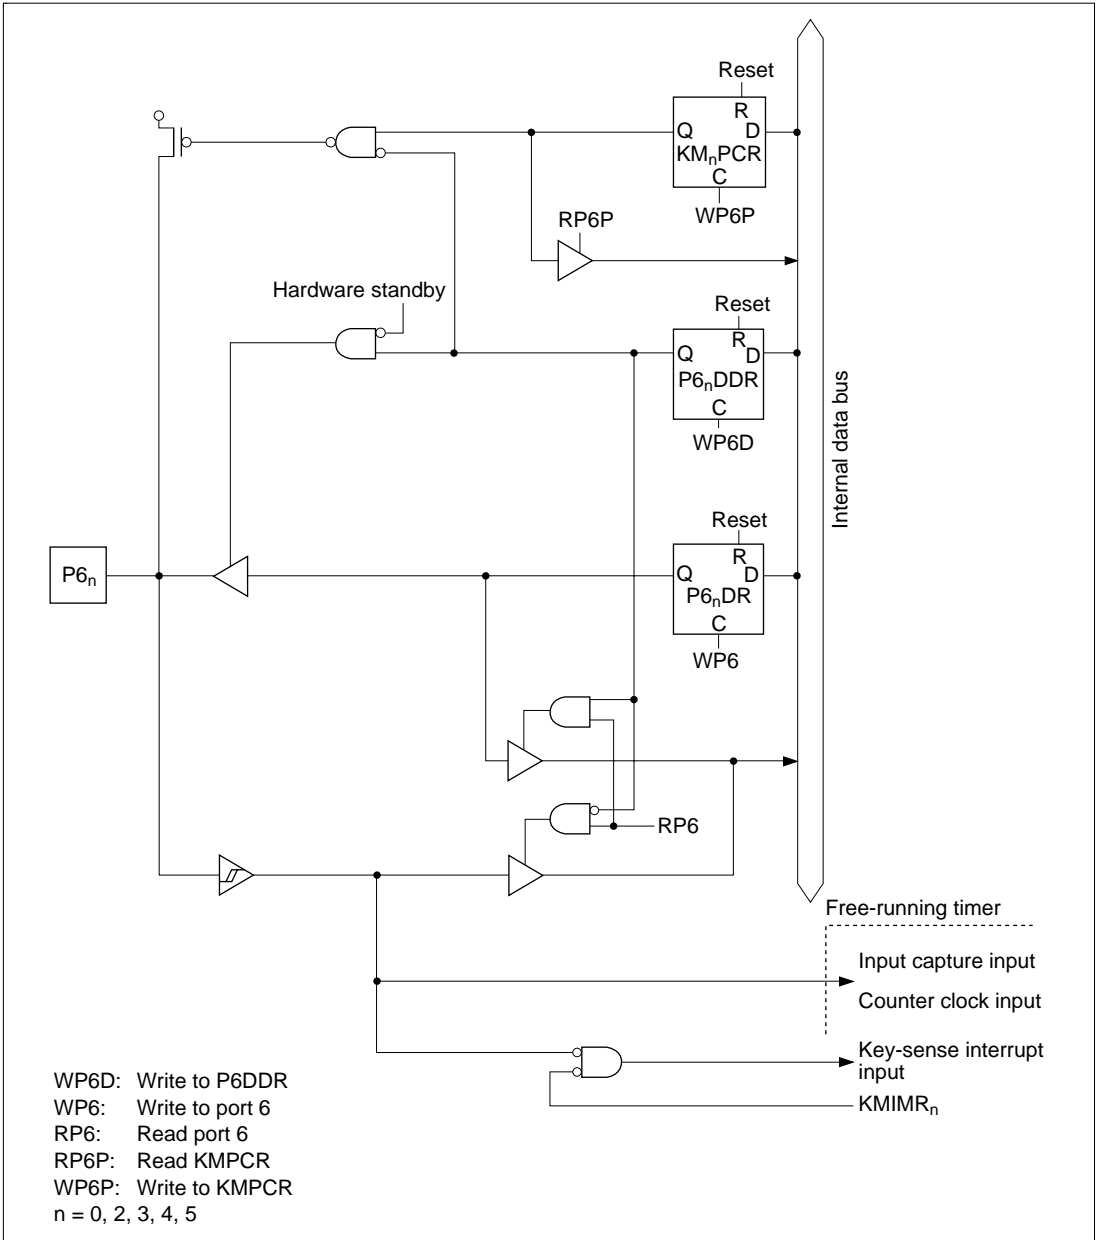 Reset
R
Q D
KMnPCR
C
WP6P
RP6P
Hardware standby
Reset
R
Q D
P6nDDR
C
WP6D
Internal data bus
Reset
R
Q D
P6nDR
C
WP6
P6n
RP6
Free-running timer
Input capture input
Counter clock input
Key-sense interrupt
input
KMIMRn
WP6D: Write to P6DDR
WP6: Write to port 6
RP6: Read port 6
RP6P: Read KMPCR
WP6P: Write to KMPCR
n = 0, 2, 3, 4, 5